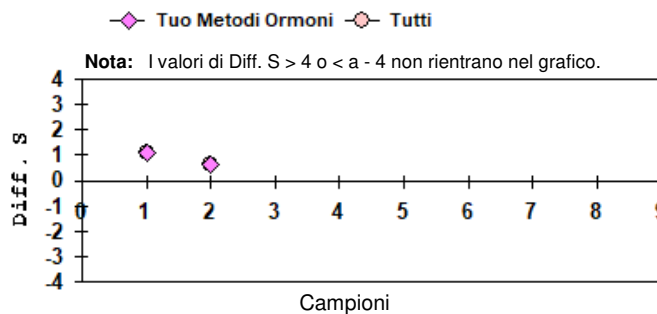 Tuo Metodi Ormoni Tutti
Nota: I valori di Diff. S > 4 o < a - 4 non rientrano nel grafico.
4
3
2
1
0
-1
-2
-3
-4
Diff. S
0 1 2 3 4 5 6 7 8 9
Campioni